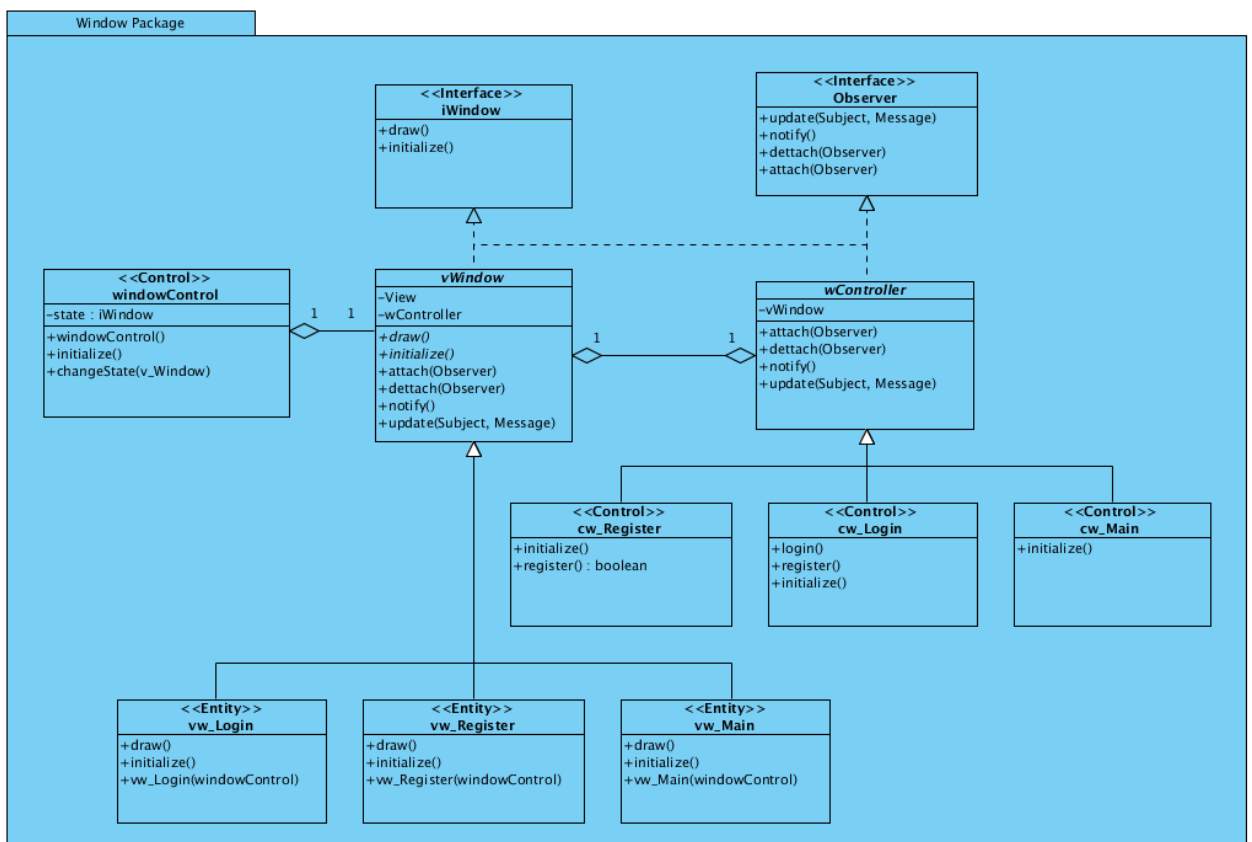 Window Package
<<Interface>>
iWindow
+draw()
+initialize()
<<Interface>>
Observer
+update(Subject, Message)
+notify()
+dettach(Observer)
+attach(Observer)
<<Control>>
windowControl
-state : iWindow
+windowControl()
+initialize()
+changeState(v_Window)
1
1
vWindow
-View
-wController
+draw()
+initialize()
+attach(Observer)
+dettach(Observer)
+notify()
+update(Subject, Message)
1
1
wController
-vWindow
+attach(Observer)
+dettach(Observer)
+notify()
+update(Subject, Message)
<<Control>>
cw_Register
+initialize()
+register() : boolean
<<Control>>
cw_Login
+login()
+register()
+initialize()
<<Control>>
cw_Main
+initialize()
<<Entity>>
vw_Login
+draw()
+initialize()
+vw_Login(windowControl)
<<Entity>>
vw_Register
+draw()
+initialize()
+vw_Register(windowControl)
<<Entity>>
vw_Main
+draw()
+initialize()
+vw_Main(windowControl)